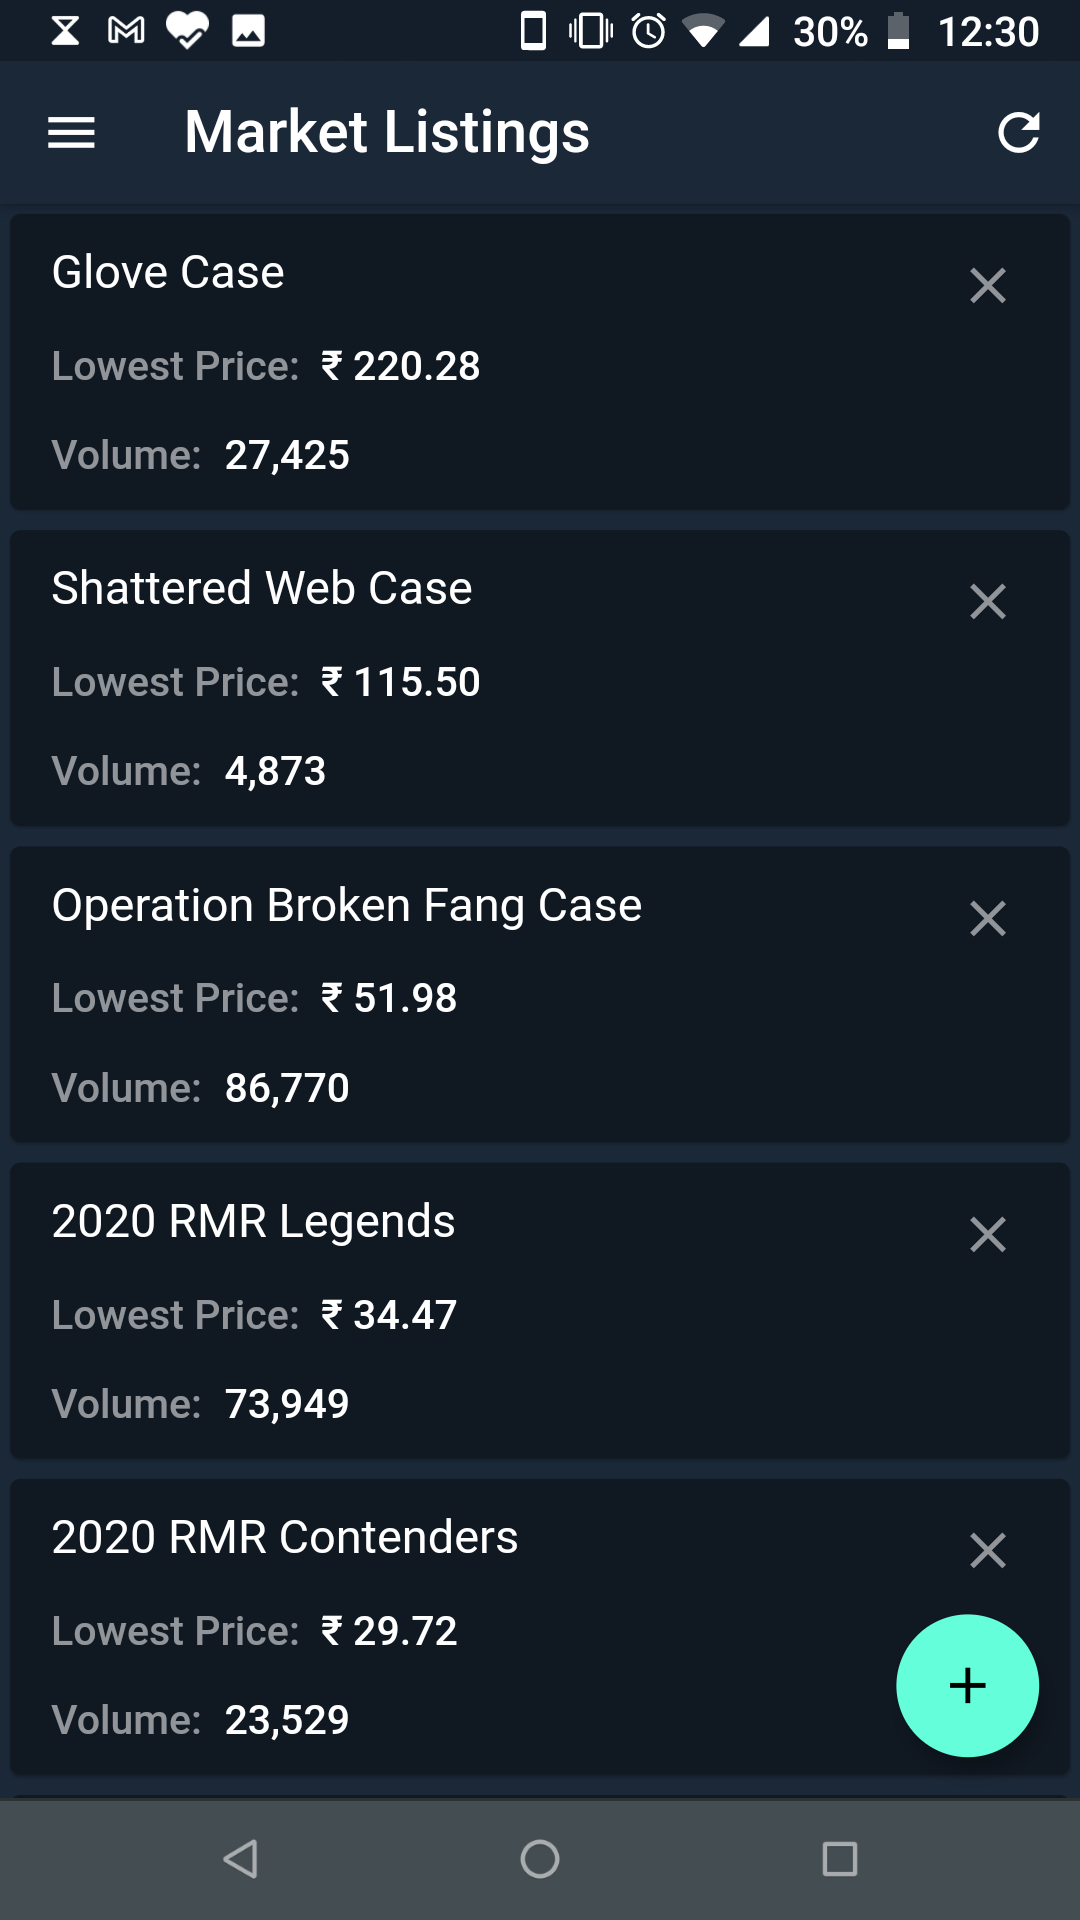 30% 12:30
Market Listings
Glove Case
Lowest Price: ₹ 220.28
Volume: 27,425
Shattered Web Case
Lowest Price: ₹ 115.50
Volume: 4,873
Operation Broken Fang Case
Lowest Price: ₹ 51.98
Volume: 86,770
2020 RMR Legends
Lowest Price: ₹ 34.47
Volume: 73,949
2020 RMR Contenders
Lowest Price: ₹ 29.72
Volume: 23,529